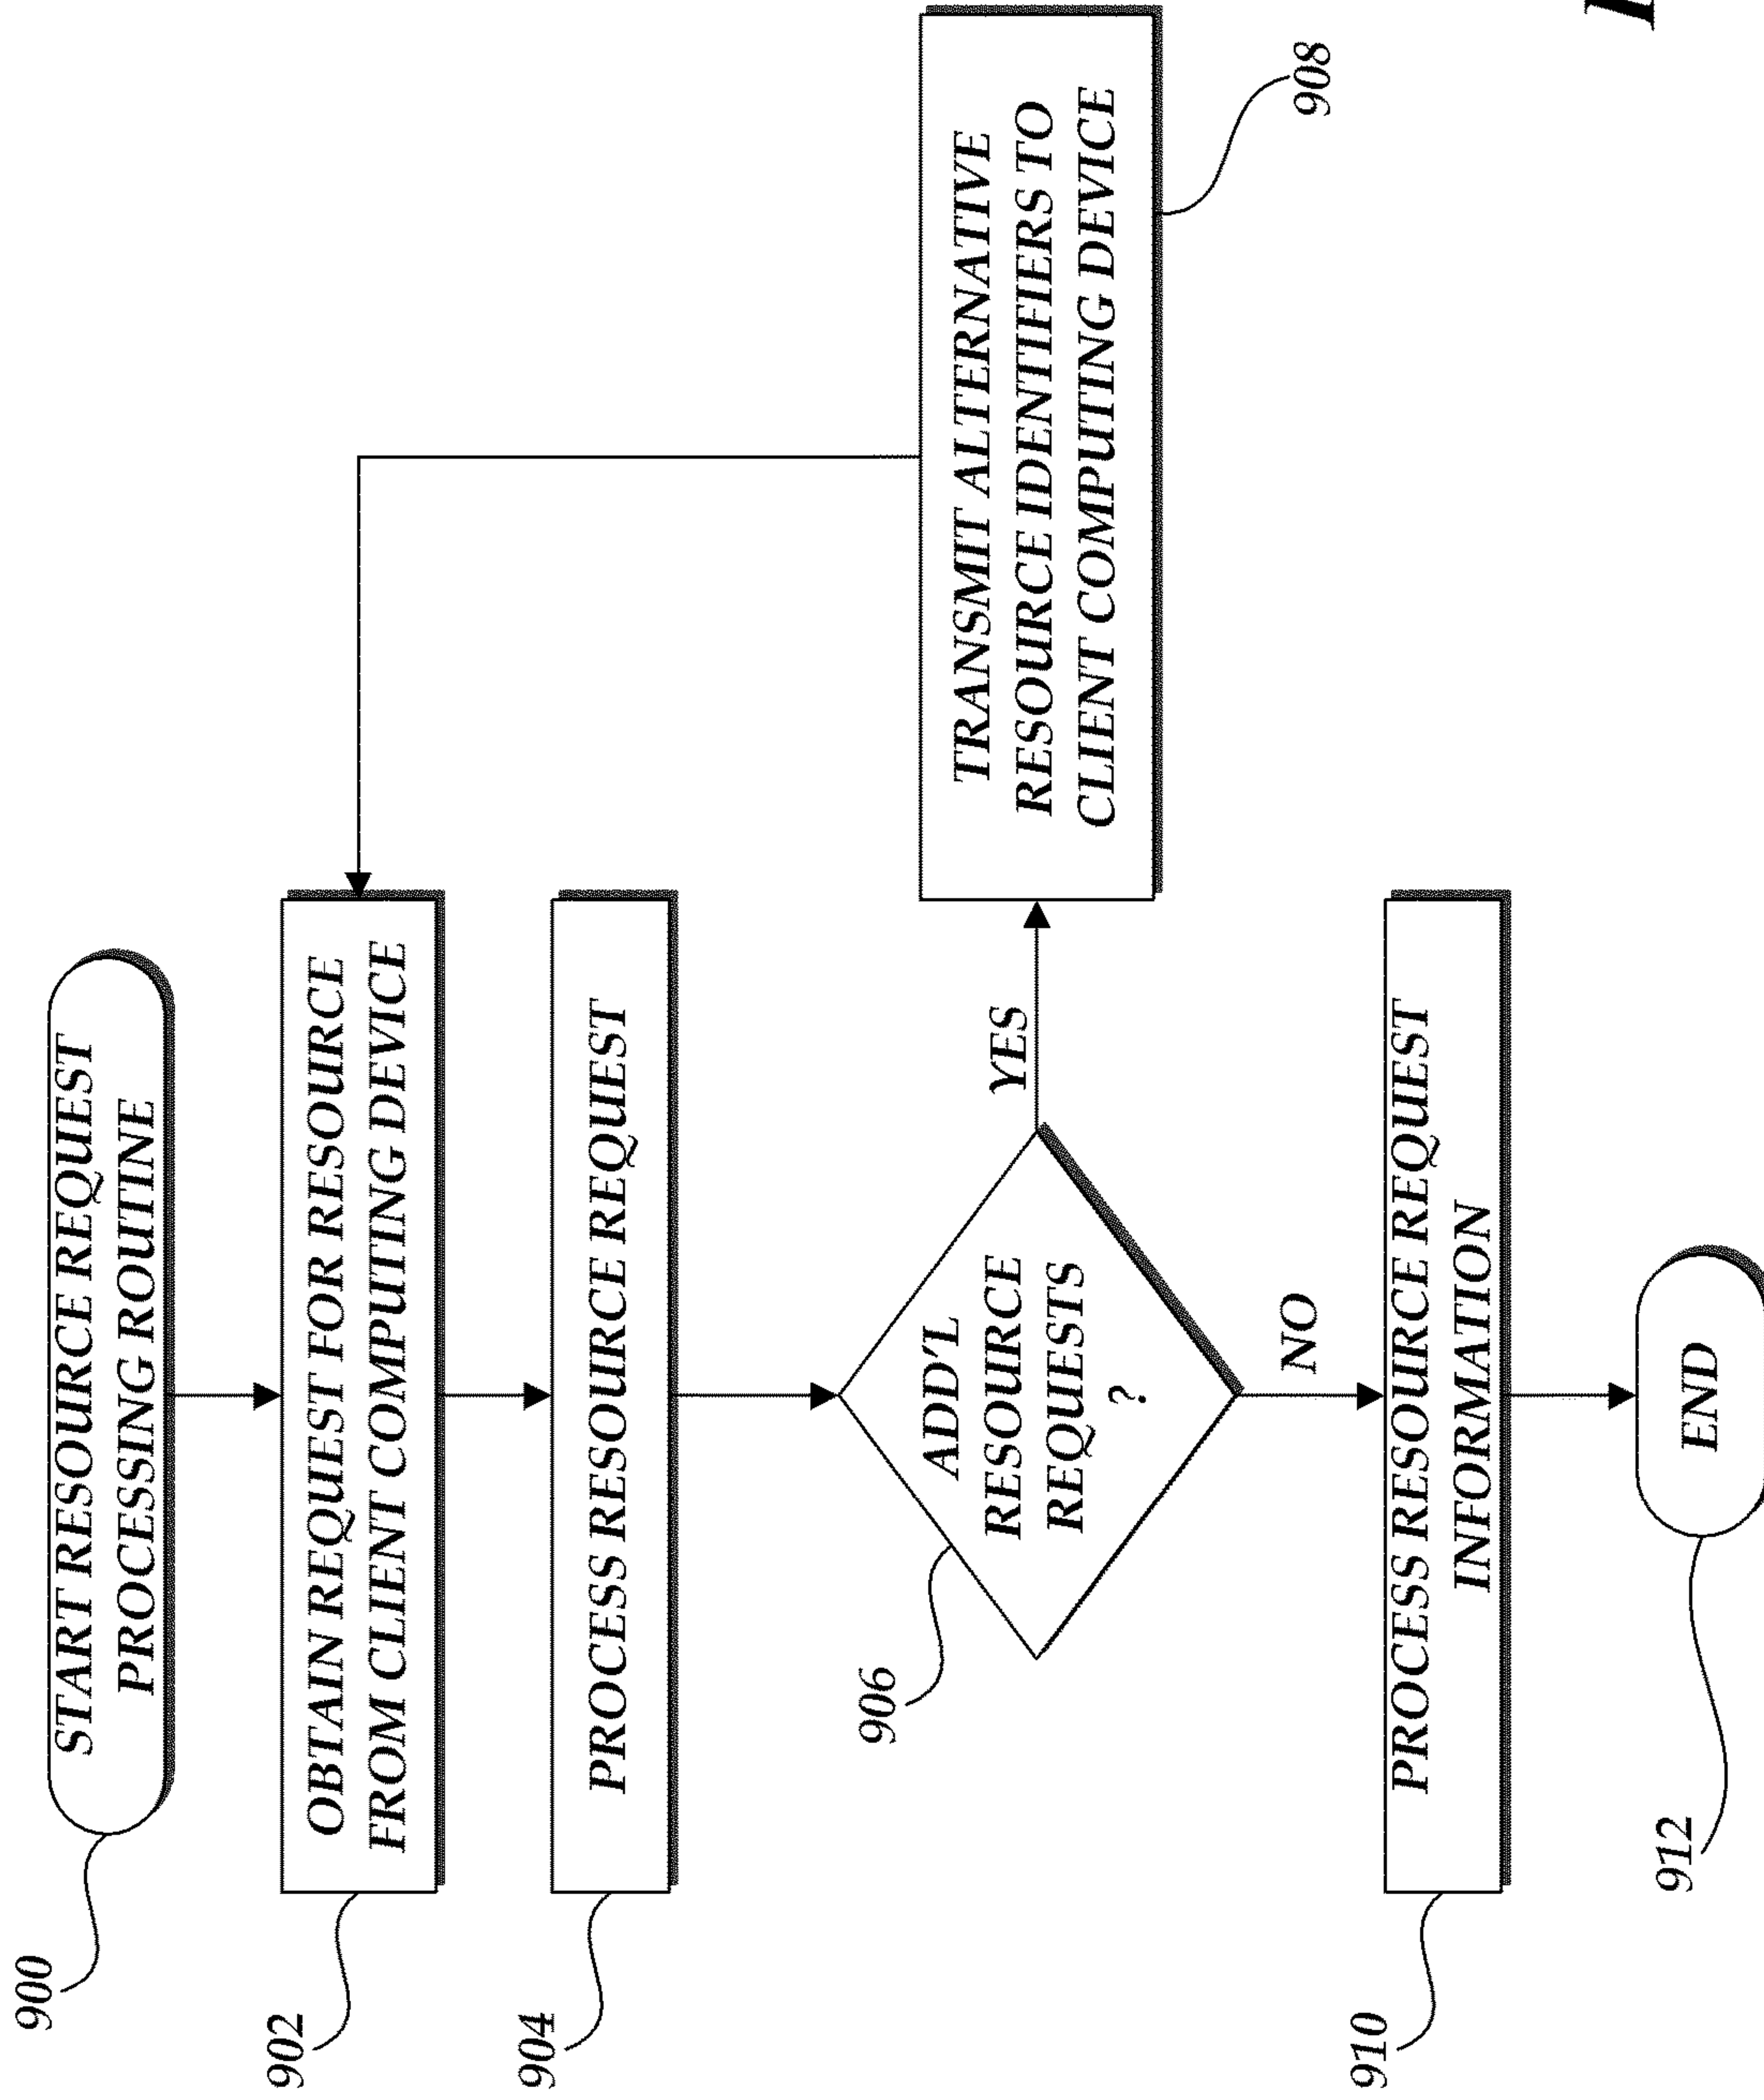 900
START RESOURCE REQUEST
PROCESSING ROUTINE
902
OBTAIN REQUEST FOR RESOURCE
FROM CLIENT COMPUTING DEVICE
904
PROCESS RESOURCE REQUEST
906
ADD'L
RESOURCE
REQUESTS
?
YES
TRANSMIT ALTERNATIVE
RESOURCE IDENTIFIERS TO
CLIENT COMPUTING DEVICE
908
NO
910
PROCESS RESOURCE REQUEST
INFORMATION
912
END